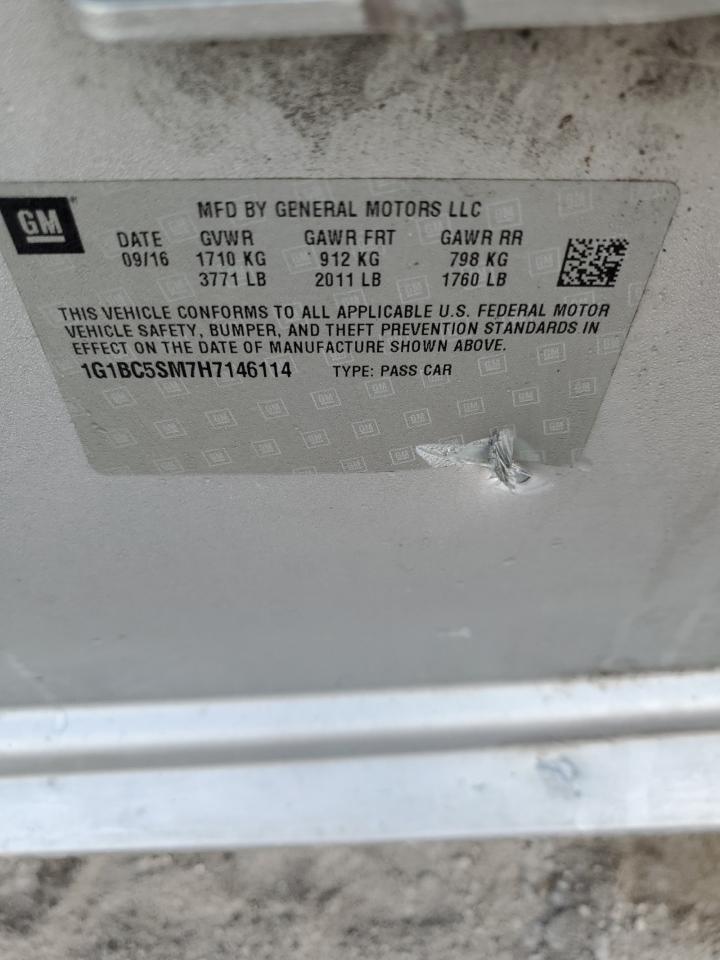 GM
MFD BY GENERAL MOTORS LLC
DATE GVWR GAWR FRT GAWR RR
09/16 1710 KG 912 KG 798 KG
3771 LB 2011 LB 1760 LB
THIS VEHICLE CONFORMS TO ALL APPLICABLE U.S. FEDERAL MOTOR
VEHICLE SAFETY, BUMPER, AND THEFT PREVENTION STANDARDS IN
EFFECT ON THE DATE OF MANUFACTURE SHOWN ABOVE.
1G1BC5SM7H7146114 TYPE: PASS CAR